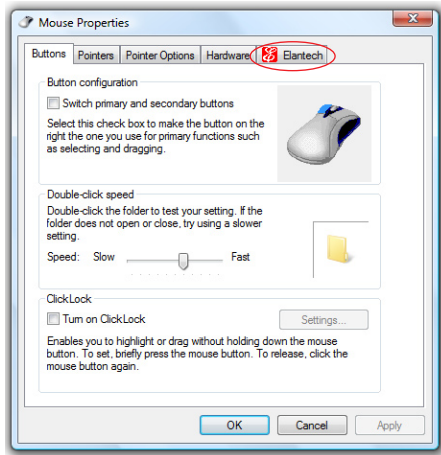 Mouse Properties
Buttons Pointers Pointer Options Hardware Elantech
Button configuration
Switch primary and secondary buttons
Select this check box to make the button on the
right the one you use for primary functions such
as selecting and dragging.
Double-click speed
Double-click the folder to test your setting. If the
folder does not open or close, try using a slower
setting.
Speed: Slow Fast
ClickLock
Turn on ClickLock Settings...
Enables you to highlight or drag without holding down the mouse
button. To set, briefly press the mouse button. To release, click the
mouse button again.
OK Cancel Apply